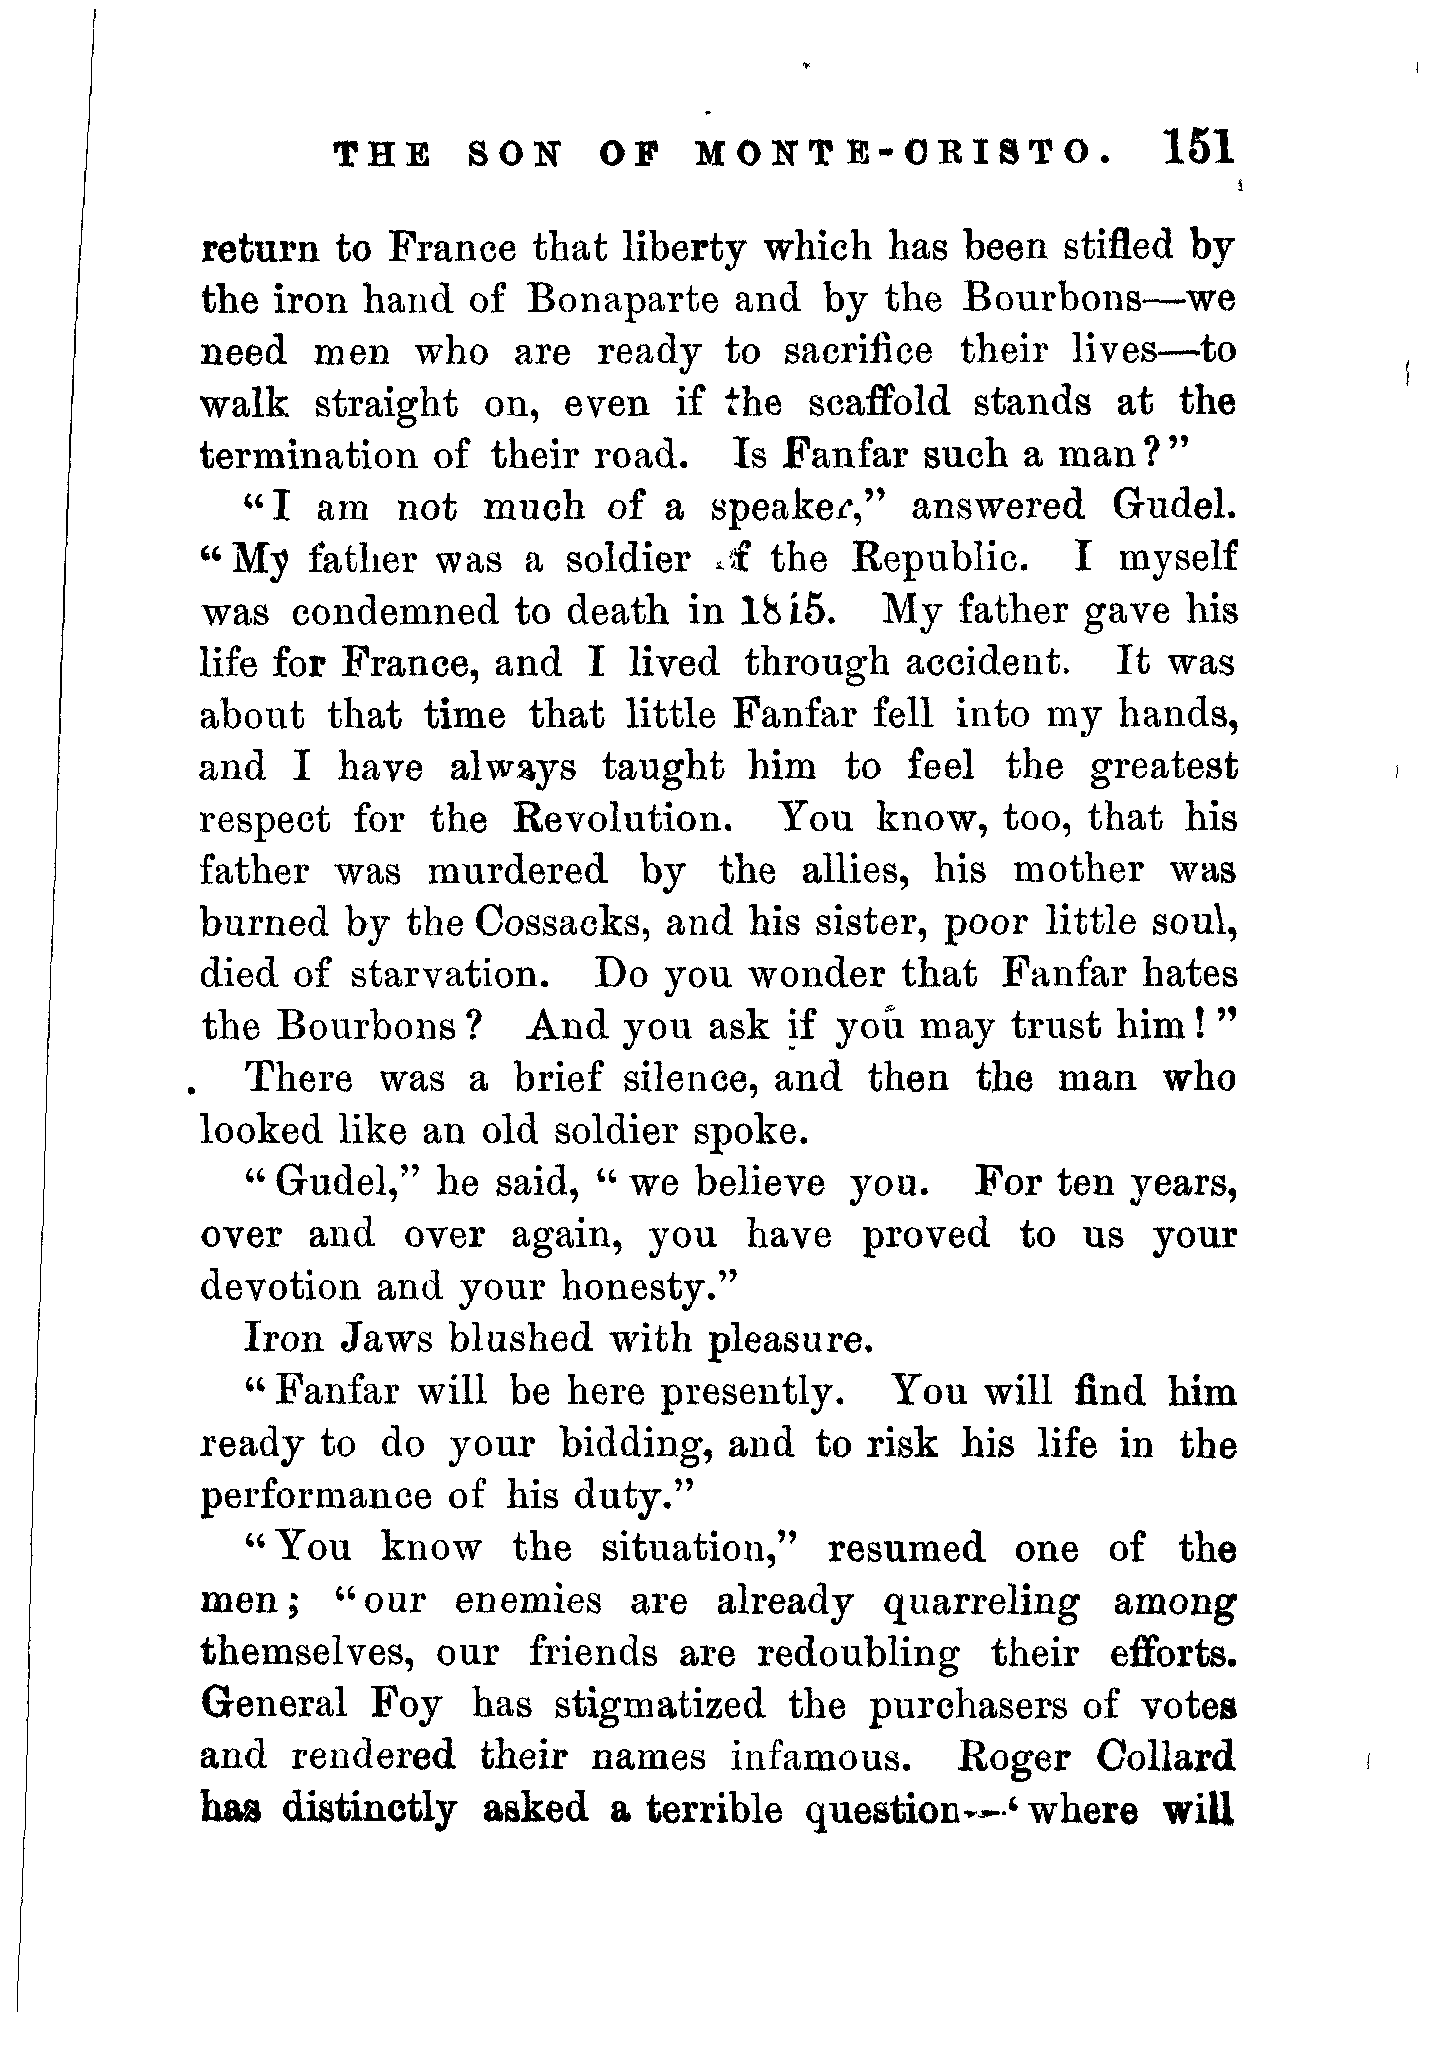 THE SON OF MONTE-CRISTO. 151
return to France that liberty which has been stifled by
the iron hand of Bonaparte and by the Bourbons—we
need men who are ready to sacrifice their lives—to
walk straight on, even if the scaffold stands at the
termination of their road. Is Fanfar such a man?"
"I am not much of a speaker," answered Gudel.
"My father was a soldier of the Republic. I myself
was condemned to death in 1815. My father gave his
life for France, and I lived through accident. It was
about that time that little Fanfar fell into my hands,
and I have always taught him to feel the greatest
respect for the Revolution. You know, too, that his
father was murdered by the allies, his mother was
burned by the Cossacks, and his sister, poor little soul,
died of starvation. Do you wonder that Fanfar hates
the Bourbons? And you ask if you may trust him!"
There was a brief silence, and then the man who
looked like an old soldier spoke.
"Gudel," he said, "we believe you. For ten years,
over and over again, you have proved to us your
devotion and your honesty."
Iron Jaws blushed with pleasure.
"Fanfar will be here presently. You will find him
ready to do your bidding, and to risk his life in the
performance of his duty."
"You know the situation," resumed one of the
men; "our enemies are already quarreling among
themselves, our friends are redoubling their efforts.
General Foy has stigmatized the purchasers of votes
and rendered their names infamous. Roger Collard
has distinctly asked a terrible question—'where will